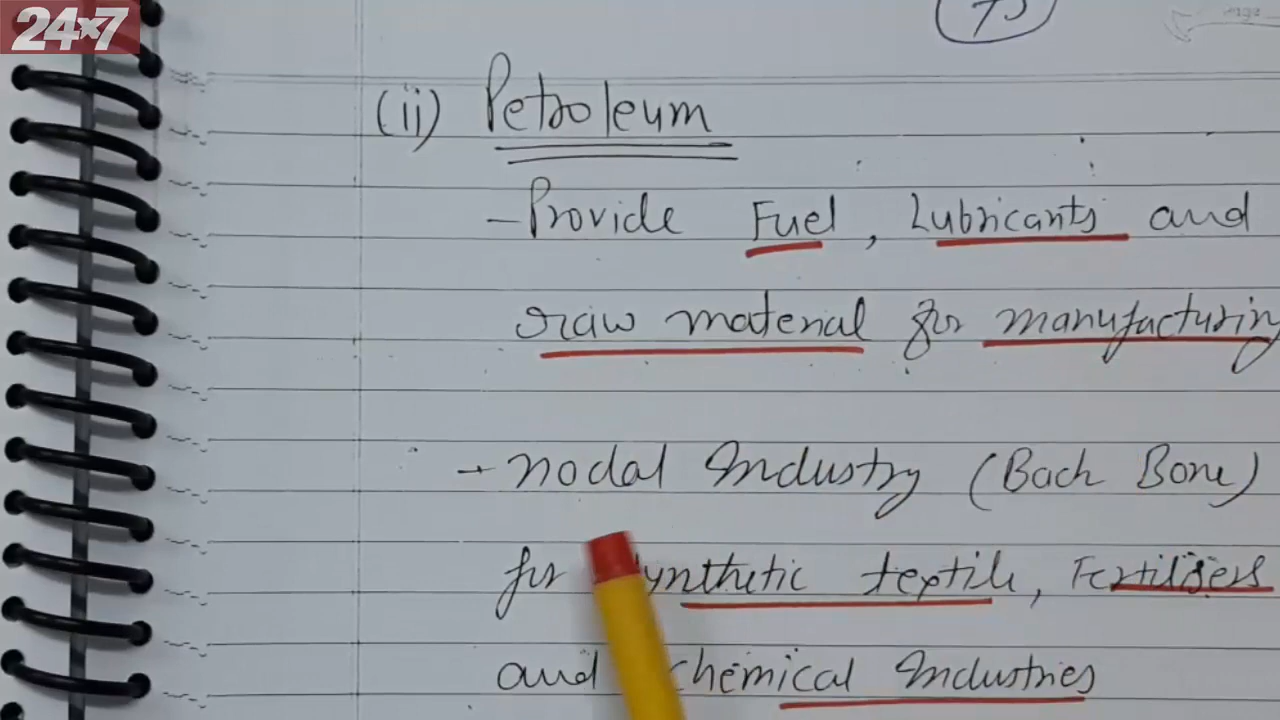 24x7
(ii) Petroleum
- Provide Fuel, Lubricants and
raw material for manufacturing
- nodal Industry (Back Bone)
for synthetic textile, Fertilisers
and chemical Industries